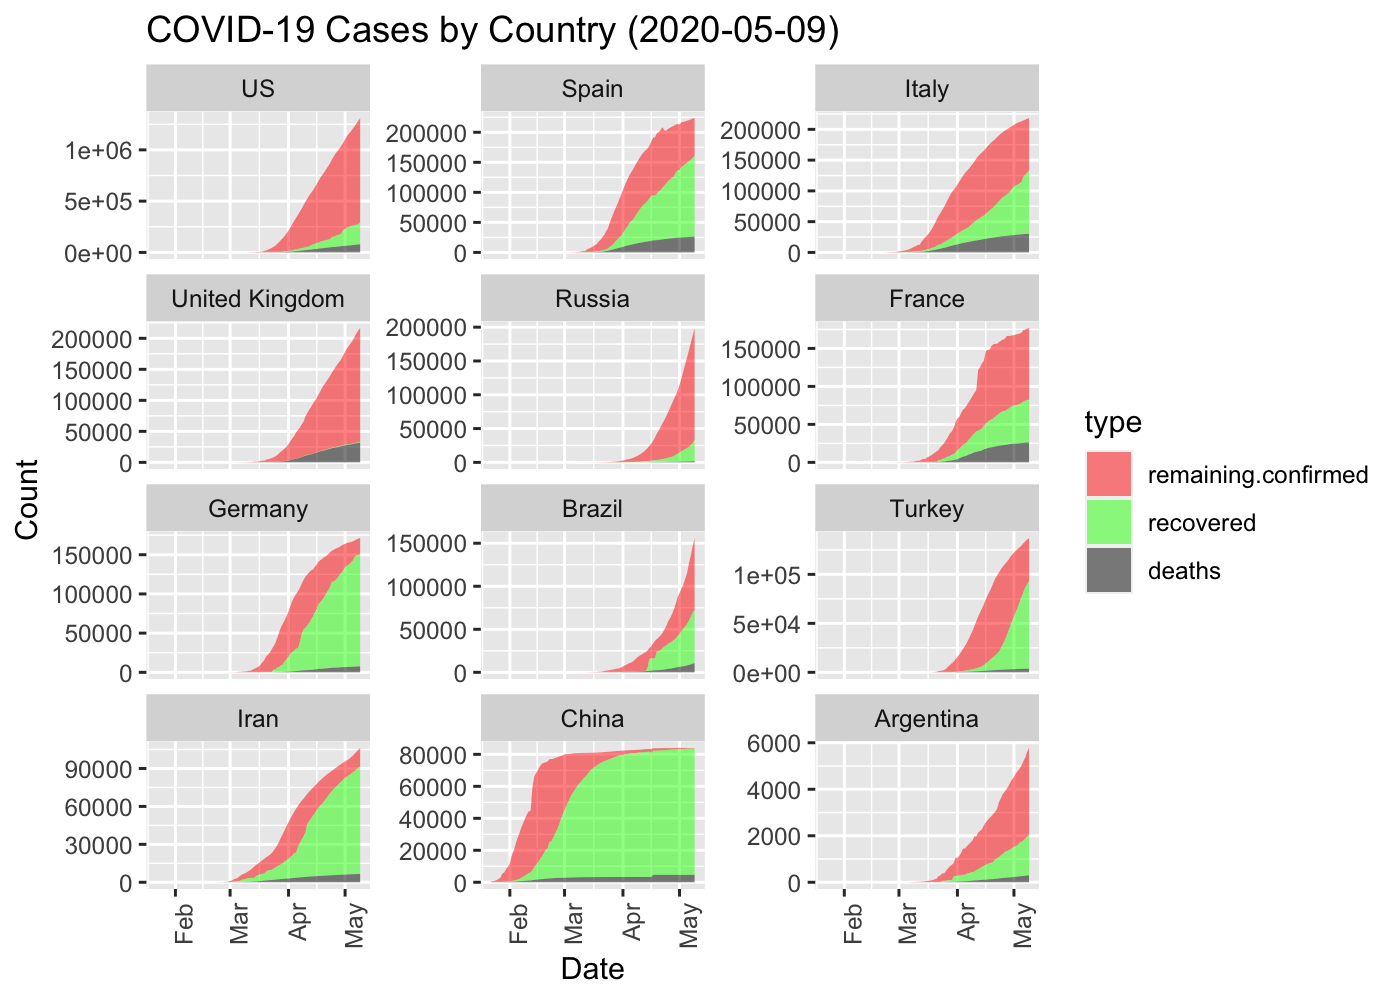 COVID-19 Cases by Country (2020-05-09)
US
Spain
Italy
1e+06
5e+05
0e+00
200000
150000
100000
50000
0
200000
150000
100000
50000
0
United Kingdom
Russia
France
200000
150000
100000
50000
0
200000
150000
100000
50000
0
150000
100000
50000
0
Germany
Brazil
Turkey
150000
100000
50000
0
150000
100000
50000
0
1e+05
5e+04
0e+00
Iran
China
Argentina
90000
60000
30000
0
80000
60000
40000
20000
0
6000
4000
2000
0
Feb
Mar
Apr
May
Feb
Mar
Apr
May
Feb
Mar
Apr
May
Date
Count
type
remaining.confirmed
recovered
deaths